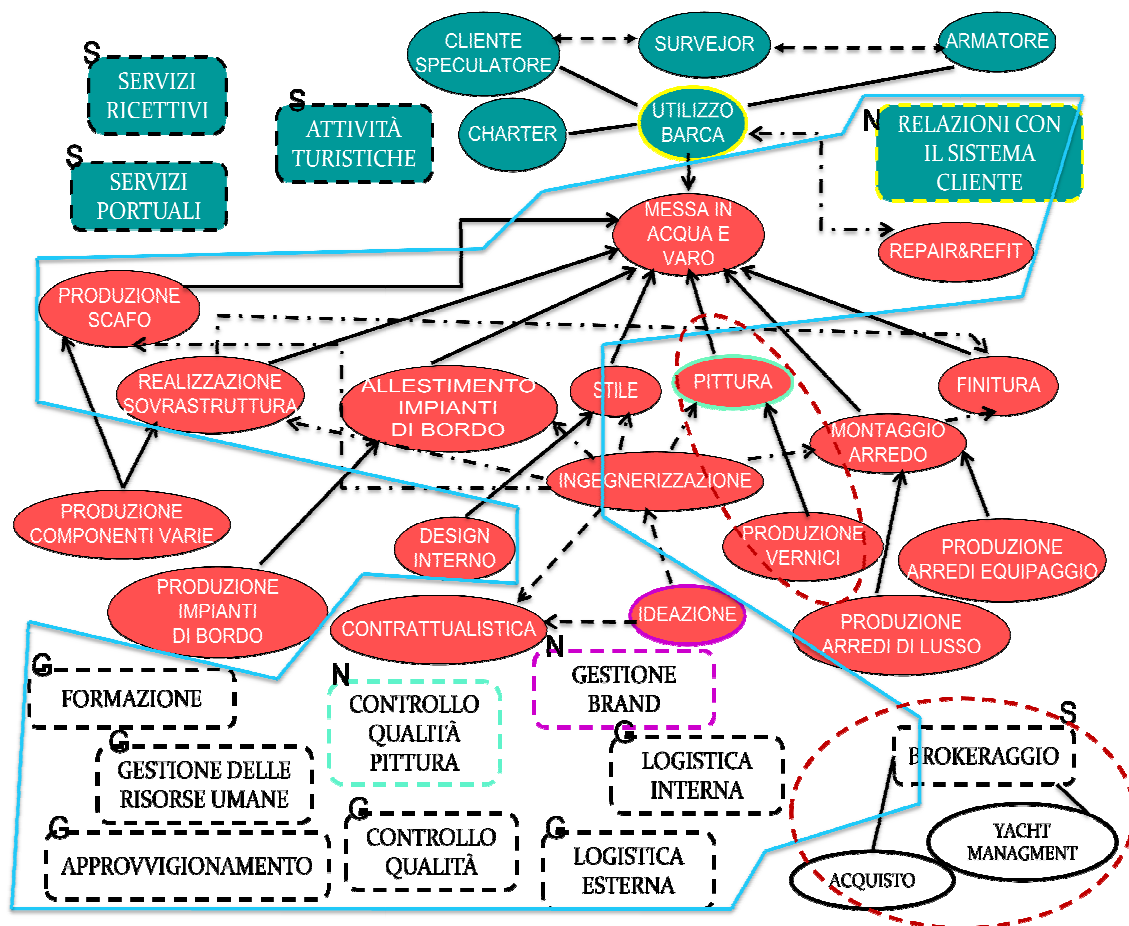 CLIENTE
SPECULATORE
SURVEJOR
ARMATORE
S
SERVIZI
RICETTIVI
S
ATTIVITÀ
TURISTICHE
CHARTER
UTILIZZO
BARCA
N
RELAZIONI CON
IL SISTEMA
CLIENTE
S
SERVIZI
PORTUALI
MESSA IN
ACQUA E
VARO
REPAIR&REFIT
PRODUZIONE
SCAFO
REALIZZAZIONE
SOVRASTRUTTURA
ALLESTIMENTO
IMPIANTI
DI BORDO
STILE
PITTURA
FINITURA
MONTAGGIO
ARREDO
INGEGNERIZZAZIONE
PRODUZIONE
COMPONENTI VARIE
DESIGN
INTERNO
PRODUZIONE
VERNICI
PRODUZIONE
ARREDI EQUIPAGGIO
PRODUZIONE
IMPIANTI
DI BORDO
CONTRATTUALISTICA
IDEAZIONE
PRODUZIONE
ARREDI DI LUSSO
G
FORMAZIONE
N
CONTROLLO
QUALITÀ
PITTURA
N
GESTIONE
BRAND
G
GESTIONE DELLE
RISORSE UMANE
G
LOGISTICA
INTERNA
S
BROKERAGGIO
G
APPROVVIGIONAMENTO
G
CONTROLLO
QUALITÀ
G
LOGISTICA
ESTERNA
YACHT
MANAGMENT
ACQUISTO